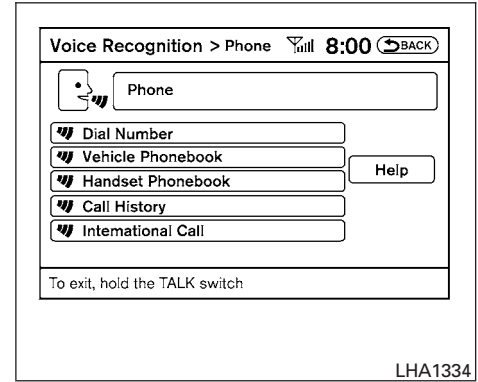 Voice Recognition > Phone 8:00 BACK
Phone
Dial Number
Vehicle Phonebook
Handset Phonebook
Help
Call History
International Call
To exit, hold the TALK switch
LHA1334